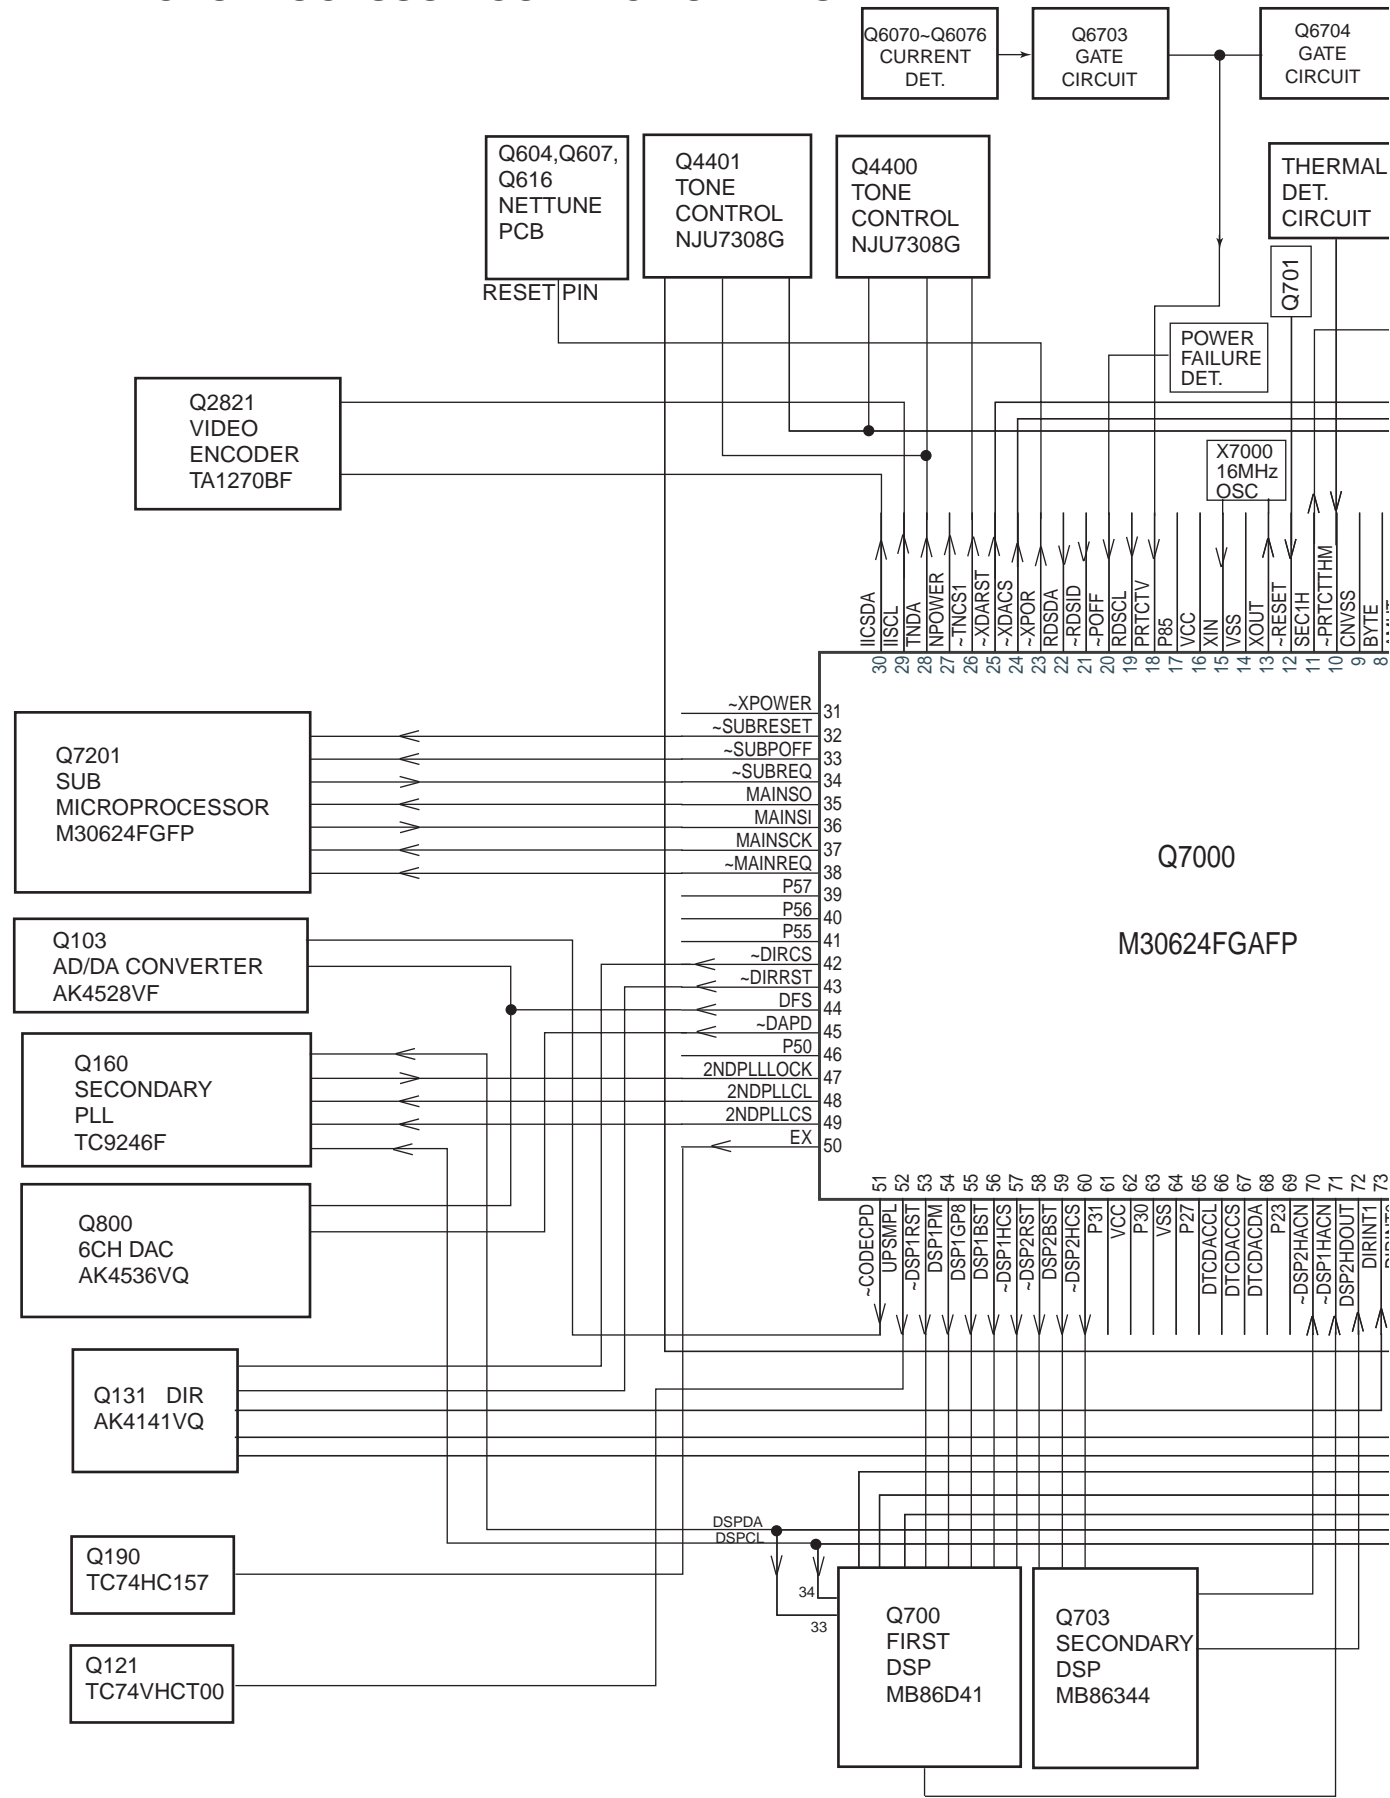 Q6070~Q6076
CURRENT
DET.
Q6703
GATE
CIRCUIT
Q6704
GATE
CIRCUIT
Q604,Q607,
Q616
NETTUNE
PCB
RESET PIN
Q4401
TONE
CONTROL
NJU7308G
Q4400
TONE
CONTROL
NJU7308G
THERMAL
DET.
CIRCUIT
Q701
POWER
FAILURE
DET.
Q2821
VIDEO
ENCODER
TA1270BF
X7000
16MHz
OSC
IICSDA
IISCL
TNDA
NPOWER
~TNCS1
~XDARST
~XDACS
~XPOR
RDSDA
~RDSID
~POFF
RDSCL
PRTCTV
P85
VCC
XIN
VSS
XOUT
~RESET
SEC1H
~PRTCTTHM
CNVSS
BYTE
30
29
28
27
26
25
24
23
22
21
20
19
18
17
16
15
14
13
12
11
10
9
8
~XPOWER 31
~SUBRESET 32
~SUBPOFF 33
~SUBREQ 34
MAINSO 35
MAINSI 36
MAINSCK 37
~MAINREQ 38
P57 39
P56 40
P55 41
~DIRCS 42
~DIRRST 43
DFS 44
~DAPD 45
P50 46
2NDPLLLOCK 47
2NDPLLCL 48
2NDPLLCS 49
EX 50
Q7201
SUB
MICROPROCESSOR
M30624FGFP
Q7000
M30624FGAFP
Q103
AD/DA CONVERTER
AK4528VF
Q160
SECONDARY
PLL
TC9246F
Q800
6CH DAC
AK4536VQ
51
52
53
54
55
56
57
58
59
60
61
62
63
64
65
66
67
68
69
70
71
72
73
~CODECPD
UPSMPL
~DSP1RST
DSP1PM
DSP1GP8
DSP1BST
~DSP1HCS
~DSP2RST
DSP2BST
~DSP2HCS
P31
VCC
P30
VSS
P27
DTCDACCL
DTCDACCS
DTCDACDA
P23
~DSP2HACN
~DSP1HACN
DSP2HDOUT
DIRINT1
Q131 DIR
AK4141VQ
Q190
TC74HC157
Q121
TC74VHCT00
DSPDA
DSPCL
34
33
Q700
FIRST
DSP
MB86D41
Q703
SECONDARY
DSP
MB86344